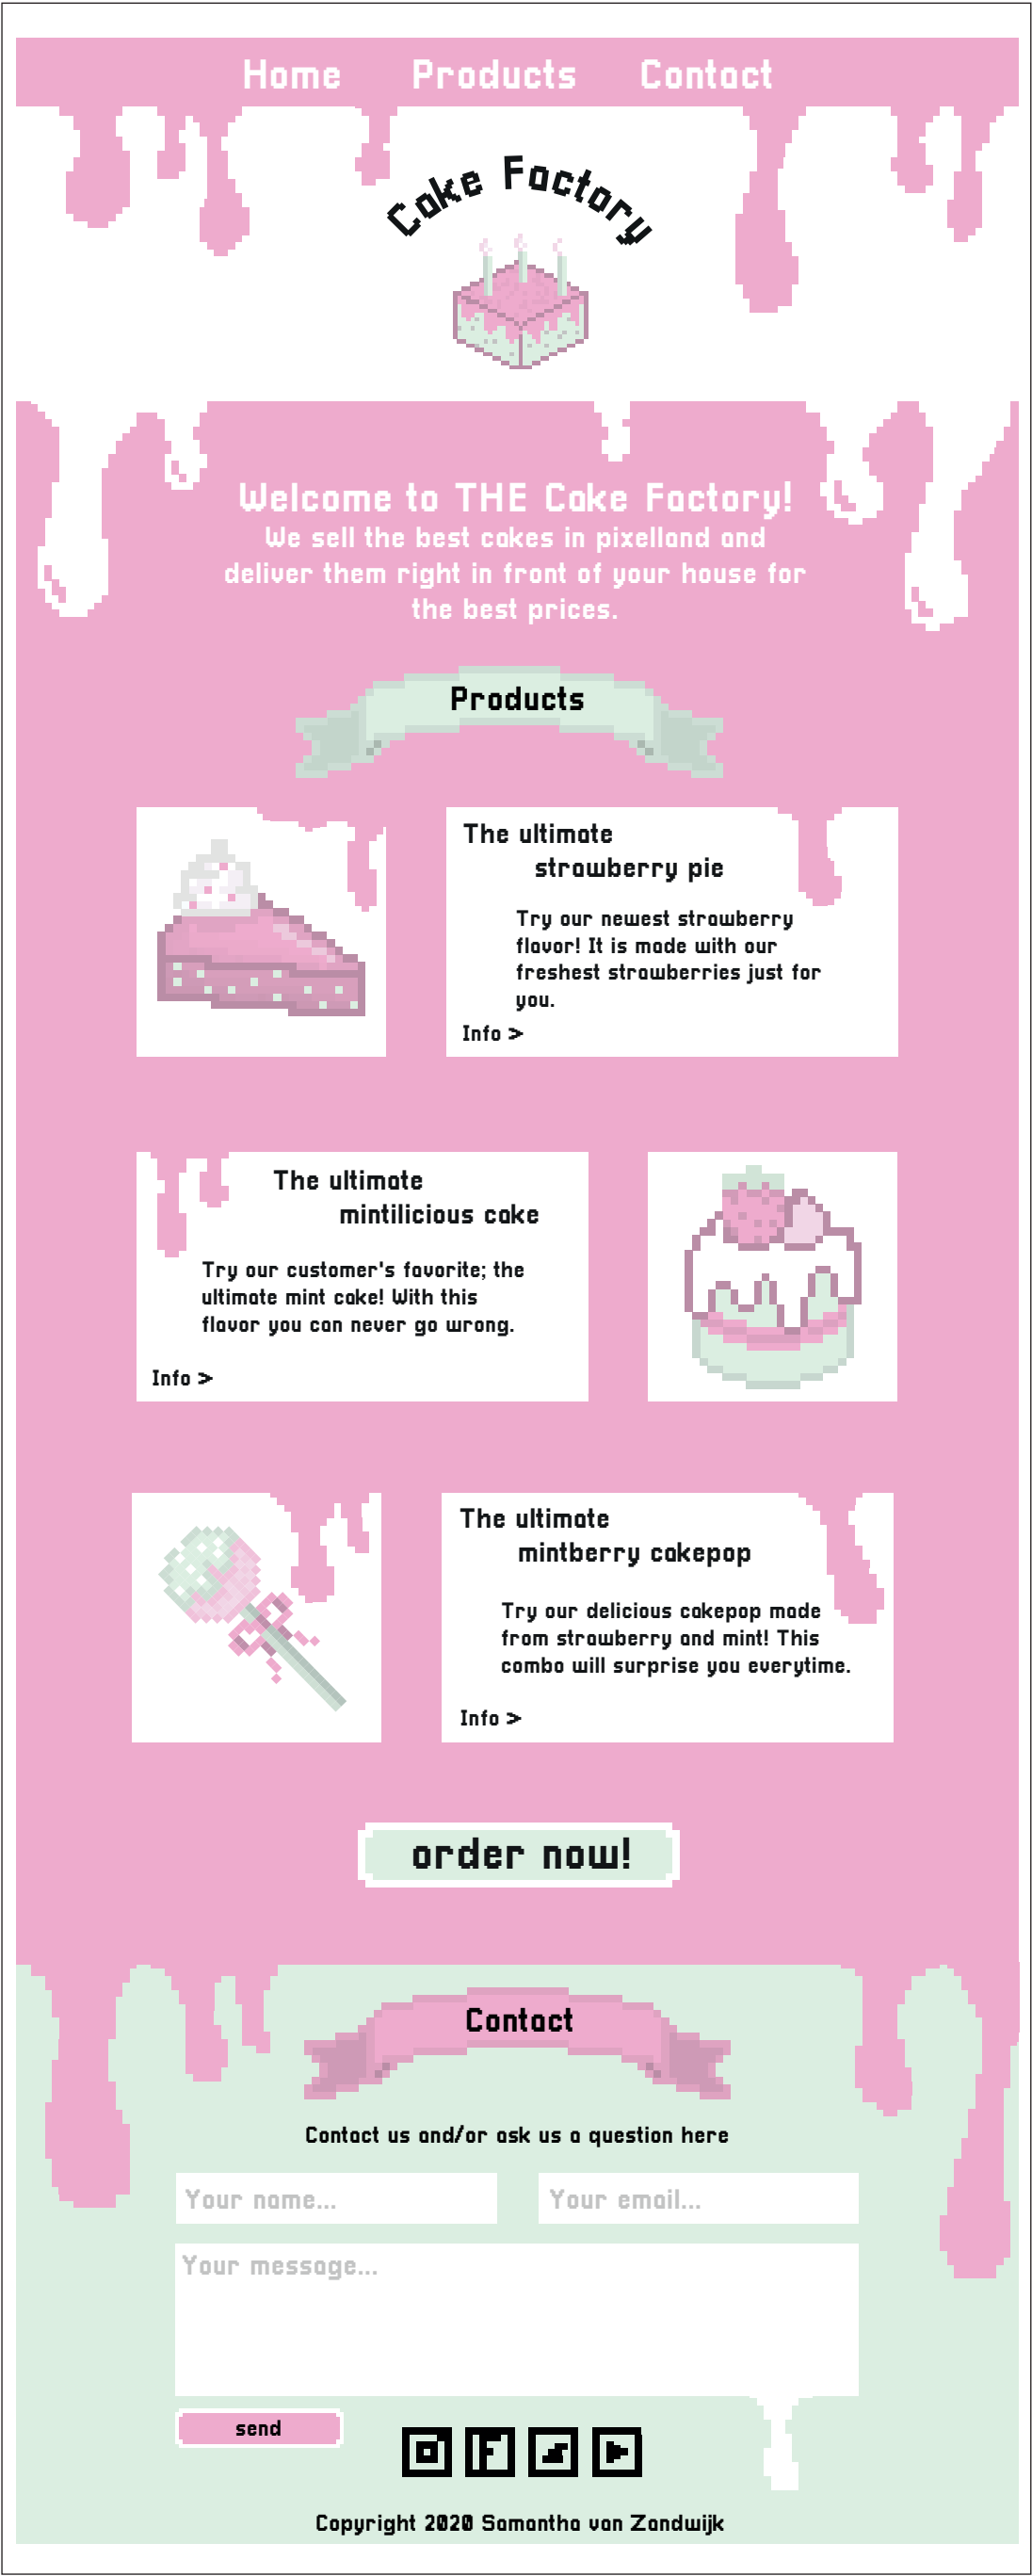 Home Products Contact
Cake Factory
Welcome to THE Cake Factory!
We sell the best cakes in pixelland and
deliver them right in front of your house for
the best prices.
Products
The ultimate
strawberry pie
Try our newest strawberry
flavor! It is made with our
freshest strawberries just for
you.
Info >
The ultimate
mintilicious cake
Try our customer's favorite; the
ultimate mint cake! With this
flavor you can never go wrong.
Info >
The ultimate
mintberry cakepop
Try our delicious cakepop made
from strawberry and mint! This
combo will surprise you everytime.
Info >
order now!
Contact
Contact us and/or ask us a question here
Your name...
Your email...
Your message...
send
Copyright 2020 Samantha van Zandwijk